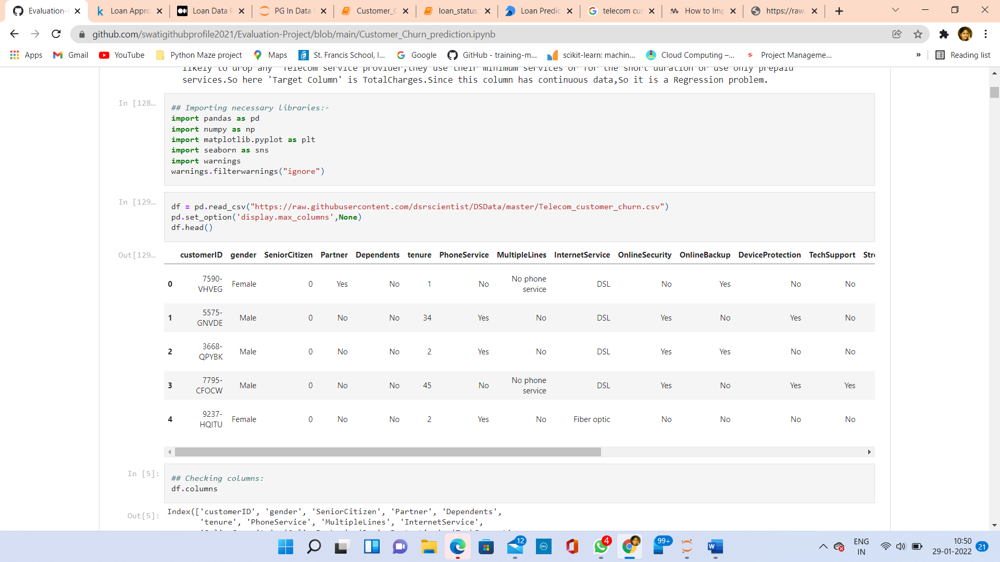 Evaluation-
Loan Appro
Loan Data P
PG In Data
Customer_C
loan_status_
Loan Predic
telecom cus
How to Imp
https://raw.
github.com/swatigithubprofile2021/Evaluation-Project/blob/main/Customer_Churn_prediction.ipynb
Apps
Gmail
YouTube
Python Maze project
Maps
St. Francis School, I...
Google
GitHub - training-m...
scikit-learn: machin...
Cloud Computing –...
Project Manageme...
»
Reading list
likely to drop any 'Telecom service provider,they use their minimum services or for the short duration or use only prepaid
services.So here 'Target Column' is TotalCharges.Since this column has continuous data,So it is a Regression problem.
In [128...
## Importing necessary libraries:-
import pandas as pd
import numpy as np
import matplotlib.pyplot as plt
import seaborn as sns
import warnings
warnings.filterwarnings("ignore")
In [129...
df = pd.read_csv("https://raw.githubusercontent.com/dsrscientist/DSData/master/Telecom_customer_churn.csv")
pd.set_option('display.max_columns',None)
df.head()
Out[129...
customerID gender SeniorCitizen Partner Dependents tenure PhoneService MultipleLines InternetService OnlineSecurity OnlineBackup DeviceProtection TechSupport Stre
0 7590-VHVEG Female 0 Yes No 1 No No phone service DSL No Yes No No
1 5575-GNVDE Male 0 No No 34 Yes No DSL Yes No Yes No
2 3668-QPYBK Male 0 No No 2 Yes No DSL Yes Yes No No
3 7795-CFOCW Male 0 No No 45 No No phone service DSL Yes No Yes Yes
4 9237-HQITU Female 0 No No 2 Yes No Fiber optic No No No No
In [5]:
## Checking columns:
df.columns
Out[5]:
Index(['customerID', 'gender', 'SeniorCitizen', 'Partner', 'Dependents',
'tenure', 'PhoneService', 'MultipleLines', 'InternetService',
12
DELL
4
99+
ENG
IN
10:50
29-01-2022
21